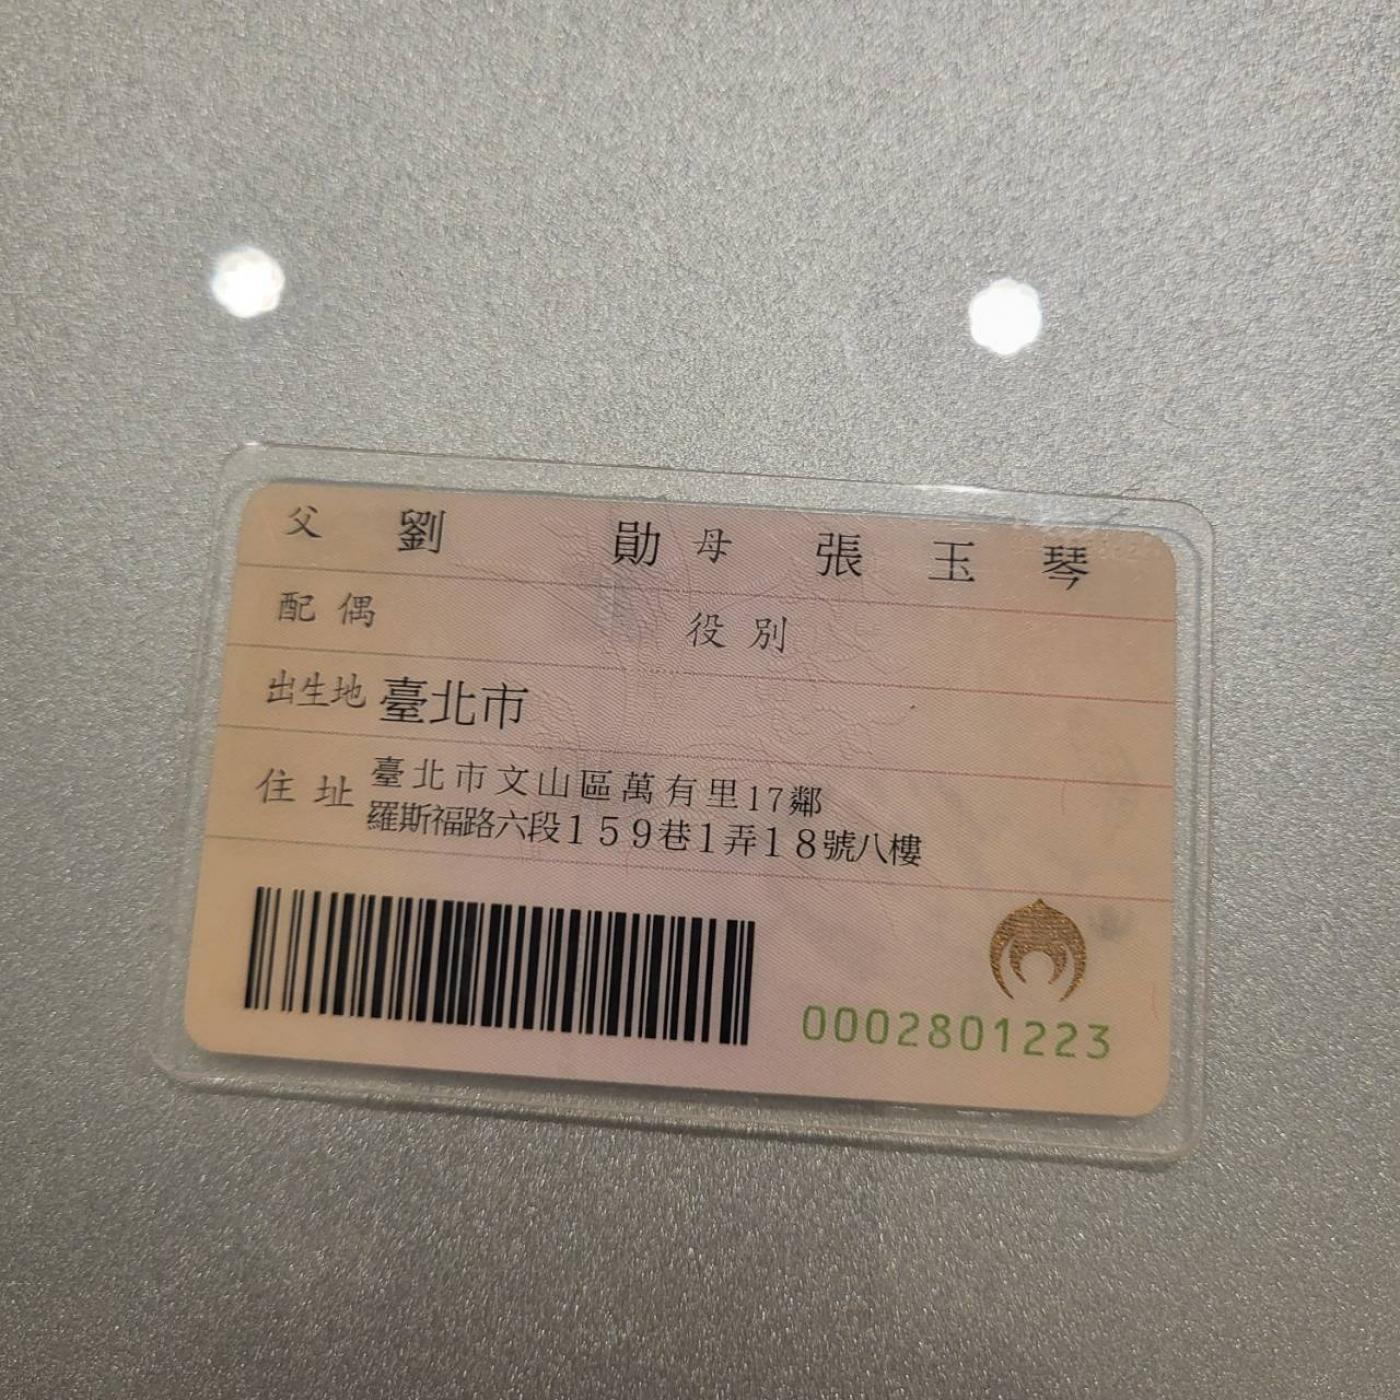 父 劉 勛 母 張 玉 琴
配偶 役別
出生地 臺北市
住址 臺北市文山區萬有里17鄰
羅斯福路六段159巷1弄18號八樓
0002801223